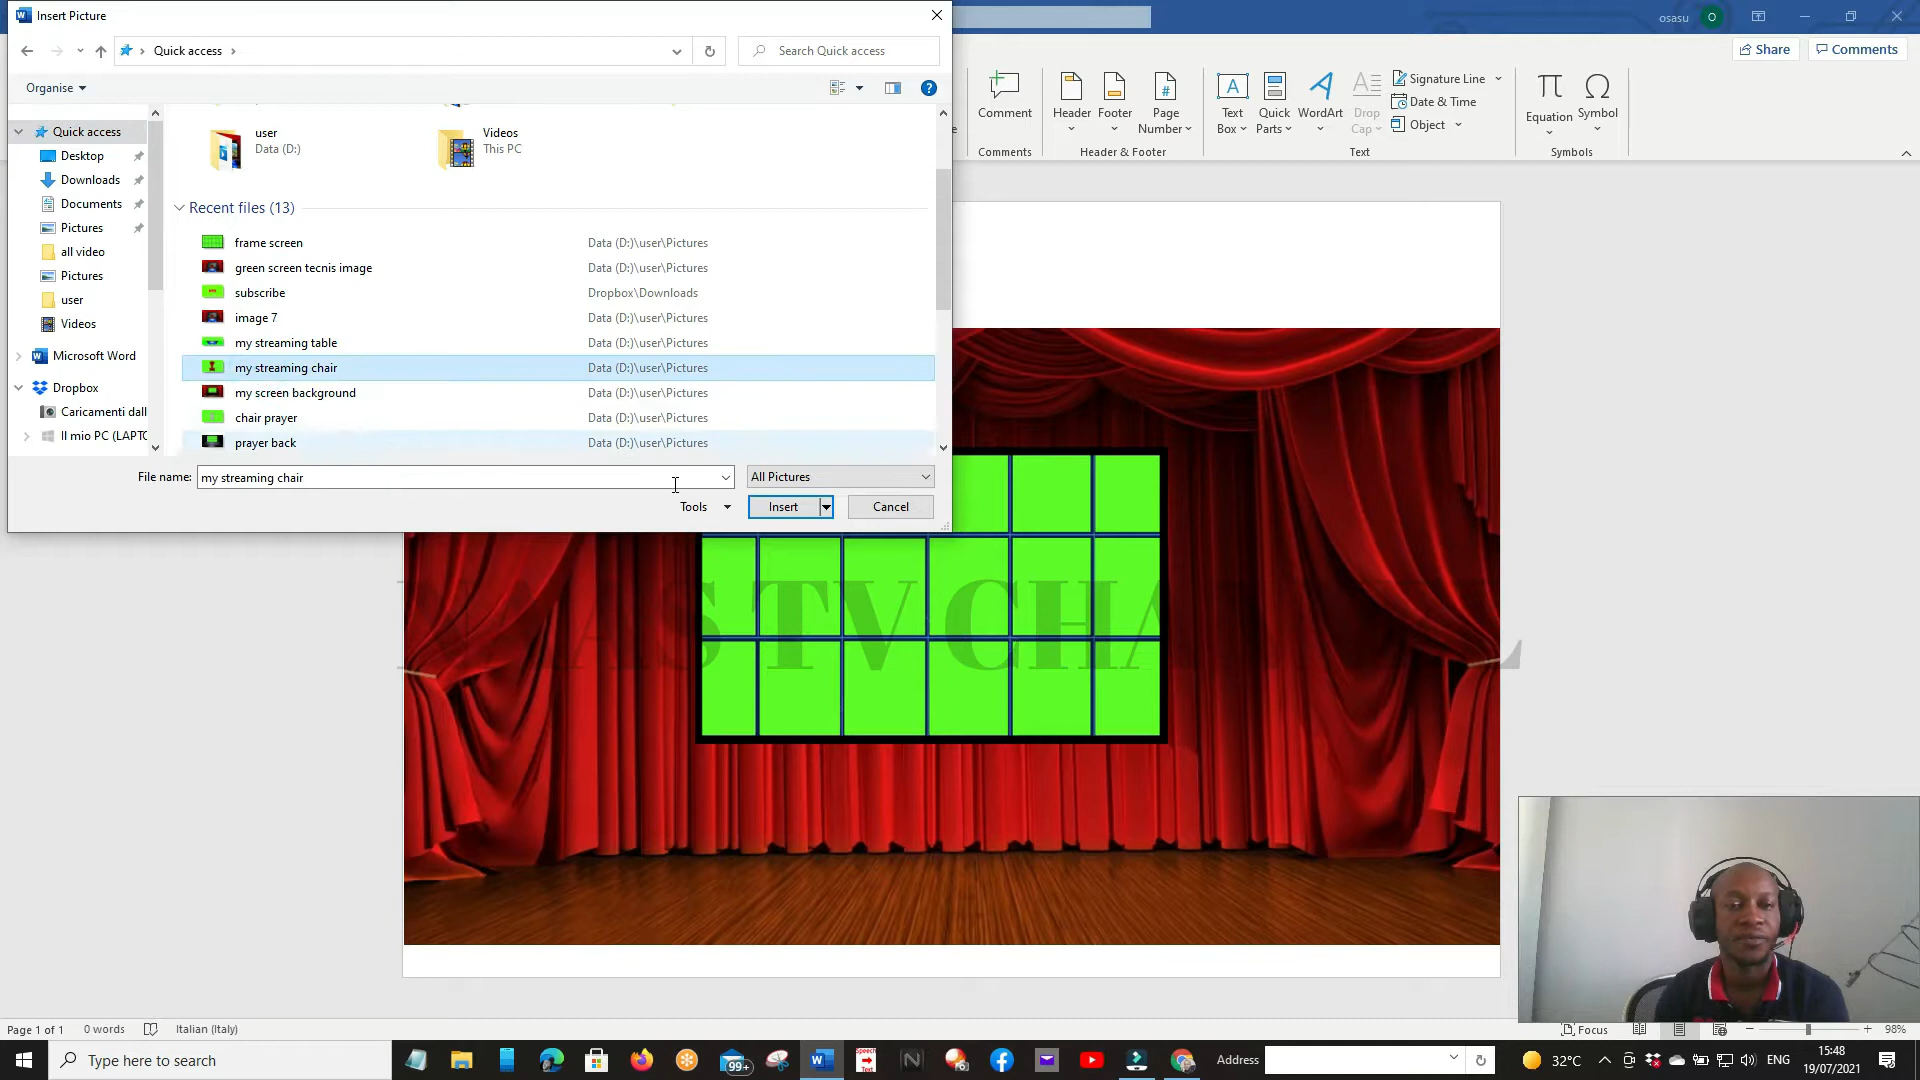 Insert Picture
osasu
O
Quick access
Search Quick access
Share
Comments
Organise
Quick access
Desktop
Downloads
Documents
Pictures
all video
Pictures
user
Videos
Microsoft Word
Dropbox
Caricamenti dall
Il mio PC (LAPTO
user
Data (D:)
Videos
This PC
Recent files (13)
frame screen Data (D:)\user\Pictures
green screen tecnis image Data (D:)\user\Pictures
subscribe Dropbox\Downloads
image 7 Data (D:)\user\Pictures
my streaming table Data (D:)\user\Pictures
my streaming chair Data (D:)\user\Pictures
my screen background Data (D:)\user\Pictures
chair prayer Data (D:)\user\Pictures
prayer back Data (D:)\user\Pictures
File name: my streaming chair
All Pictures
Tools
Insert
Cancel
Comment
Comments
Header
Footer
Page Number
Header & Footer
Text Box
Quick Parts
WordArt
Drop Cap
Signature Line
Date & Time
Object
Text
Equation
Symbol
Symbols
TV
Page 1 of 1
0 words
Italian (Italy)
Focus
98%
Type here to search
99+
Speech to Text
Address
32°C
ENG
15:48
19/07/2021